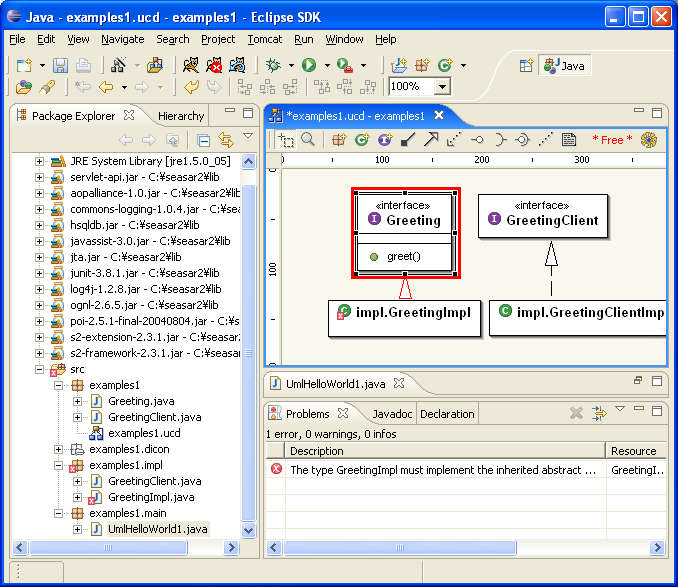 Java - examples1.ucd - examples1 - Eclipse SDK
File Edit View Navigate Search Project Tomcat Run Window Help
Java
100%
Package Explorer Hierarchy
JRE System Library [jre1.5.0_05]
servlet-api.jar - C:¥seasar2¥lib
aopalliance-1.0.jar - C:¥seasar2¥lib
commons-logging-1.0.4.jar - C:¥seas
hsqldb.jar - C:¥seasar2¥lib
javassist-3.0.jar - C:¥seasar2¥lib
jta.jar - C:¥seasar2¥lib
junit-3.8.1.jar - C:¥seasar2¥lib
log4j-1.2.8.jar - C:¥seasar2¥lib
ognl-2.6.5.jar - C:¥seasar2¥lib
poi-2.5.1-final-20040804.jar - C:¥s
s2-extension-2.3.1.jar - C:¥seasar2
s2-framework-2.3.1.jar - C:¥seasar2
src
examples1
Greeting.java
GreetingClient.java
examples1.ucd
examples1.dicon
examples1.impl
GreetingClient.java
GreetingImpl.java
examples1.main
UmlHelloWorld1.java
*examples1.ucd - examples1
* Free *
0 100 200 300
0
100
«interface»
Greeting
greet()
«interface»
GreetingClient
impl.GreetingImpl
impl.GreetingClientImp
UmlHelloWorld1.java
Problems Javadoc Declaration
1 error, 0 warnings, 0 infos
Description Resource
The type GreetingImpl must implement the inherited abstract ... GreetingI...